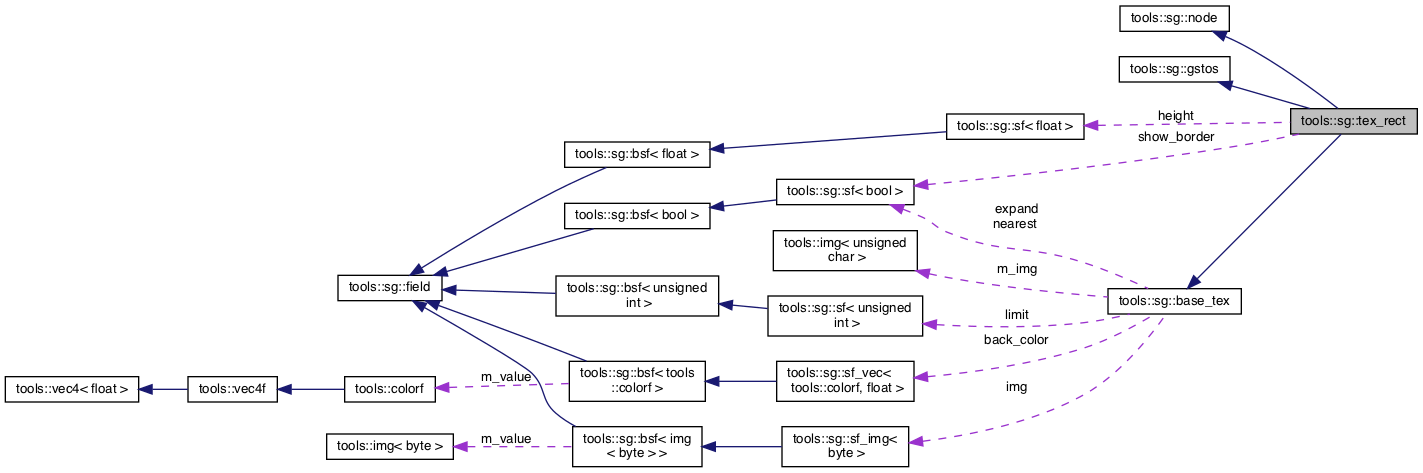 tools::sg::node
tools::sg::gstos
tools::sg::tex_rect
height
tools::sg::sf< float >
show_border
tools::sg::bsf< float >
tools::sg::sf< bool >
tools::sg::bsf< bool >
expand
nearest
tools::img< unsigned
char >
m_img
tools::sg::field
tools::sg::bsf< unsigned
int >
tools::sg::base_tex
tools::sg::sf< unsigned
int >
limit
back_color
tools::vec4< float >
tools::vec4f
tools::colorf
m_value
tools::sg::bsf< tools
::colorf >
tools::sg::sf_vec<
tools::colorf, float >
img
tools::img< byte >
m_value
tools::sg::bsf< img
< byte > >
tools::sg::sf_img<
byte >